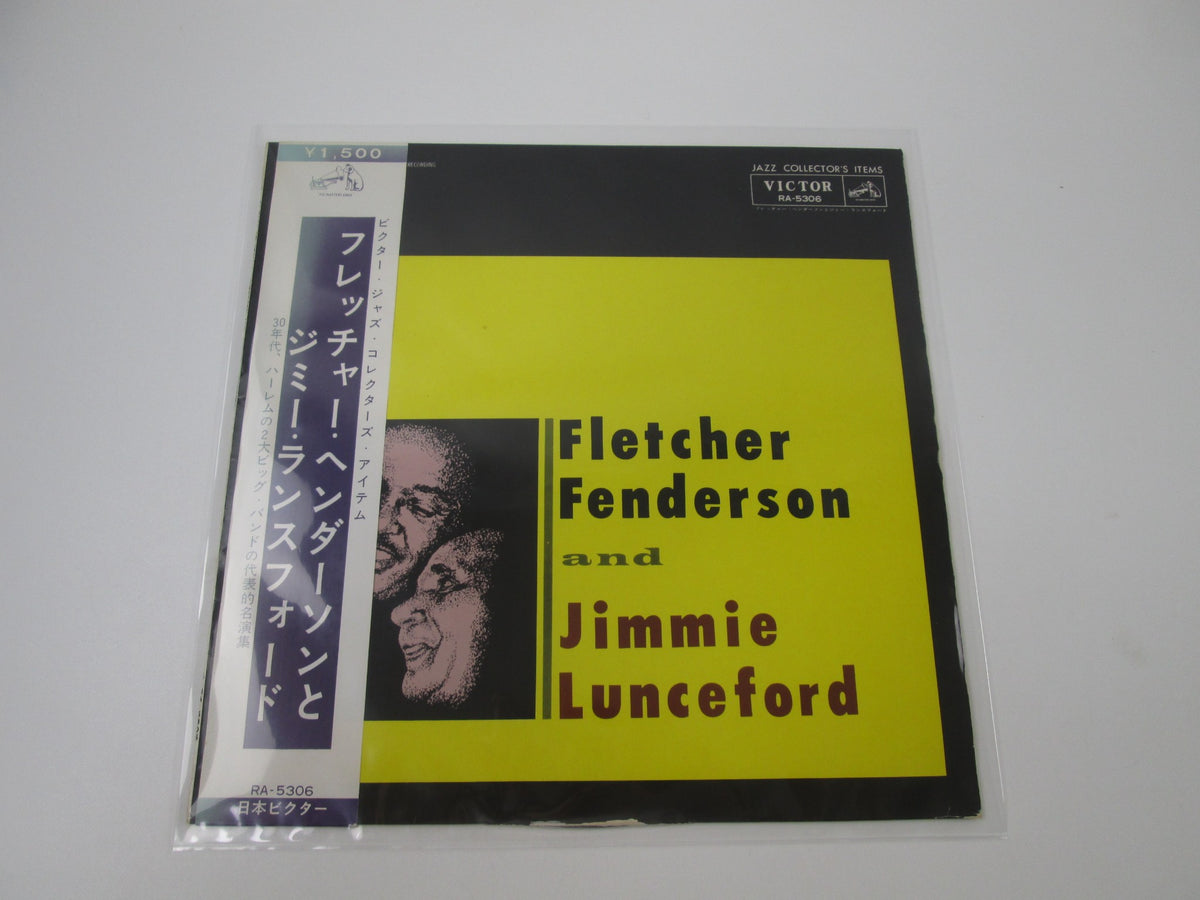 ¥1,500
ビクター・ジャズ・コレクターズ・アイテム
フレッチャー・ヘンダーソンと
ジミー・ランスフォード
30年代、ハーレムの2大ビッグ・バンドの代表的名演集
RA-5306
日本ビクター
JAZZ COLLECTOR'S ITEMS
VICTOR
RA-5306
Fletcher
Fenderson
and
Jimmie
Lunceford